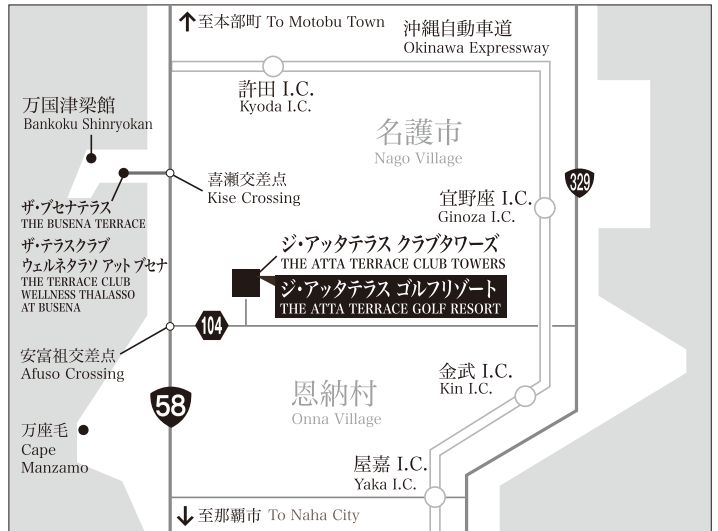 至本部町 To Motobu Town
沖縄自動車道
Okinawa Expressway
許田 I.C.
Kyoda I.C.
万国津梁館
Bankoku Shinryokan
名護市
Nago Village
喜瀬交差点
Kise Crossing
329
宜野座 I.C.
Ginoza I.C.
ザ・ブセナテラス
THE BUSENA TERRACE
ザ・テラスクラブ
ウェルネタラソ アット ブセナ
THE TERRACE CLUB
WELLNESS THALASSO
AT BUSENA
ジ・アッタテラス クラブタワーズ
THE ATTA TERRACE CLUB TOWERS
ジ・アッタテラス ゴルフリゾート
THE ATTA TERRACE GOLF RESORT
104
安富祖交差点
Afuso Crossing
金武 I.C.
Kin I.C.
恩納村
Onna Village
58
万座毛
Cape
Manzamo
屋嘉 I.C.
Yaka I.C.
至那覇市 To Naha City